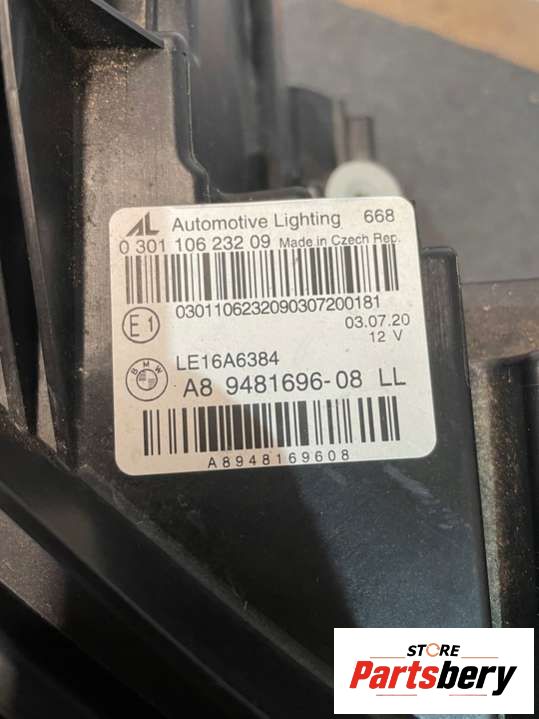 AL Automotive Lighting 668
0 301 106 232 09 Made in Czech Rep.
0301106232090307200181
E1
03.07.20
12 V
BMW
LE16A6384
A8 9481696-08 LL
A8948169608
STORE
Partsbery